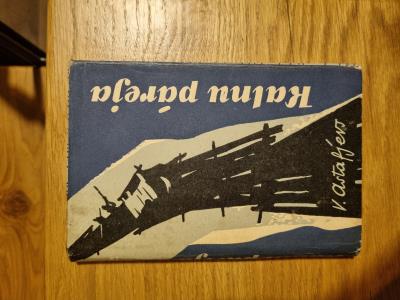 Kalnu pāreja
V. Astafjevs